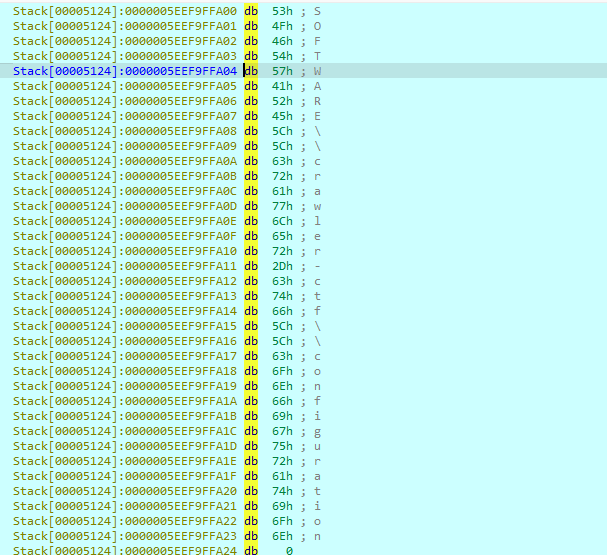 Stack[00005124]:0000005EEF9FFA00 db 53h ; S
Stack[00005124]:0000005EEF9FFA01 db 4Fh ; O
Stack[00005124]:0000005EEF9FFA02 db 46h ; F
Stack[00005124]:0000005EEF9FFA03 db 54h ; T
Stack[00005124]:0000005EEF9FFA04 db 57h ; W
Stack[00005124]:0000005EEF9FFA05 db 41h ; A
Stack[00005124]:0000005EEF9FFA06 db 52h ; R
Stack[00005124]:0000005EEF9FFA07 db 45h ; E
Stack[00005124]:0000005EEF9FFA08 db 5Ch ; \
Stack[00005124]:0000005EEF9FFA09 db 5Ch ; \
Stack[00005124]:0000005EEF9FFA0A db 63h ; c
Stack[00005124]:0000005EEF9FFA0B db 72h ; r
Stack[00005124]:0000005EEF9FFA0C db 61h ; a
Stack[00005124]:0000005EEF9FFA0D db 77h ; w
Stack[00005124]:0000005EEF9FFA0E db 6Ch ; l
Stack[00005124]:0000005EEF9FFA0F db 65h ; e
Stack[00005124]:0000005EEF9FFA10 db 72h ; r
Stack[00005124]:0000005EEF9FFA11 db 2Dh ; -
Stack[00005124]:0000005EEF9FFA12 db 63h ; c
Stack[00005124]:0000005EEF9FFA13 db 74h ; t
Stack[00005124]:0000005EEF9FFA14 db 66h ; f
Stack[00005124]:0000005EEF9FFA15 db 5Ch ; \
Stack[00005124]:0000005EEF9FFA16 db 5Ch ; \
Stack[00005124]:0000005EEF9FFA17 db 63h ; c
Stack[00005124]:0000005EEF9FFA18 db 6Fh ; o
Stack[00005124]:0000005EEF9FFA19 db 6Eh ; n
Stack[00005124]:0000005EEF9FFA1A db 66h ; f
Stack[00005124]:0000005EEF9FFA1B db 69h ; i
Stack[00005124]:0000005EEF9FFA1C db 67h ; g
Stack[00005124]:0000005EEF9FFA1D db 75h ; u
Stack[00005124]:0000005EEF9FFA1E db 72h ; r
Stack[00005124]:0000005EEF9FFA1F db 61h ; a
Stack[00005124]:0000005EEF9FFA20 db 74h ; t
Stack[00005124]:0000005EEF9FFA21 db 69h ; i
Stack[00005124]:0000005EEF9FFA22 db 6Fh ; o
Stack[00005124]:0000005EEF9FFA23 db 6Eh ; n
Stack[00005124]:0000005EEF9FFA24 db 0